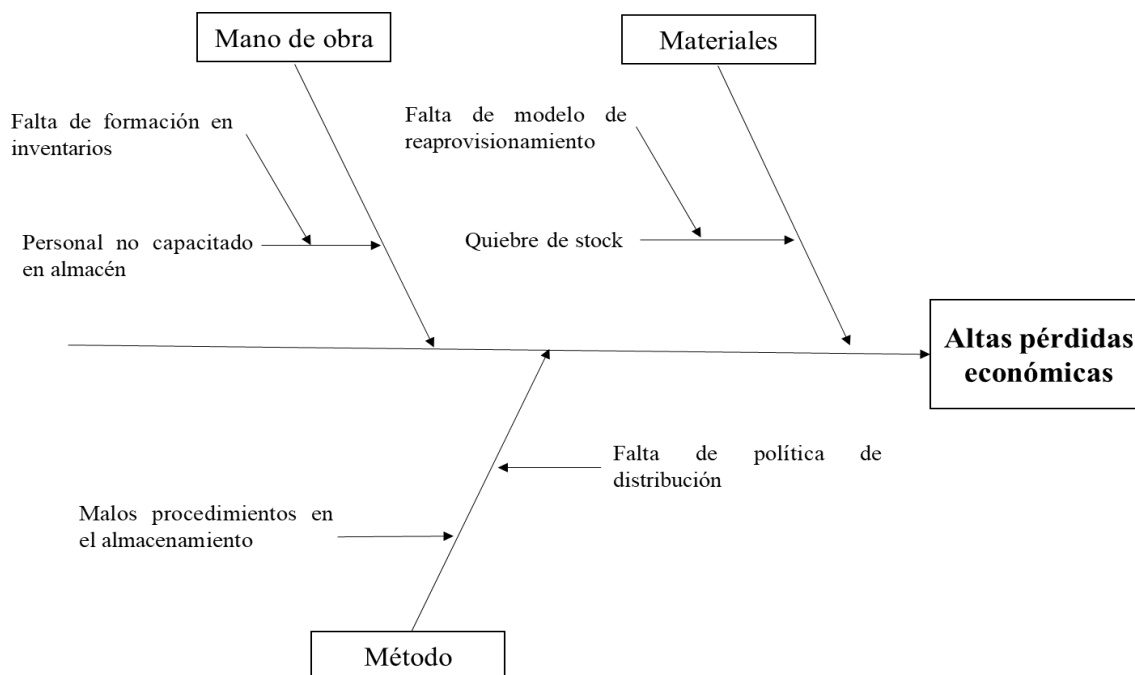 Mano de obra
Materiales
Falta de formación en
inventarios
Falta de modelo de
reaprovisionamiento
Personal no capacitado
en almacén
Quiebre de stock
Altas pérdidas
económicas
Falta de política de
distribución
Malos procedimientos en
el almacenamiento
Método